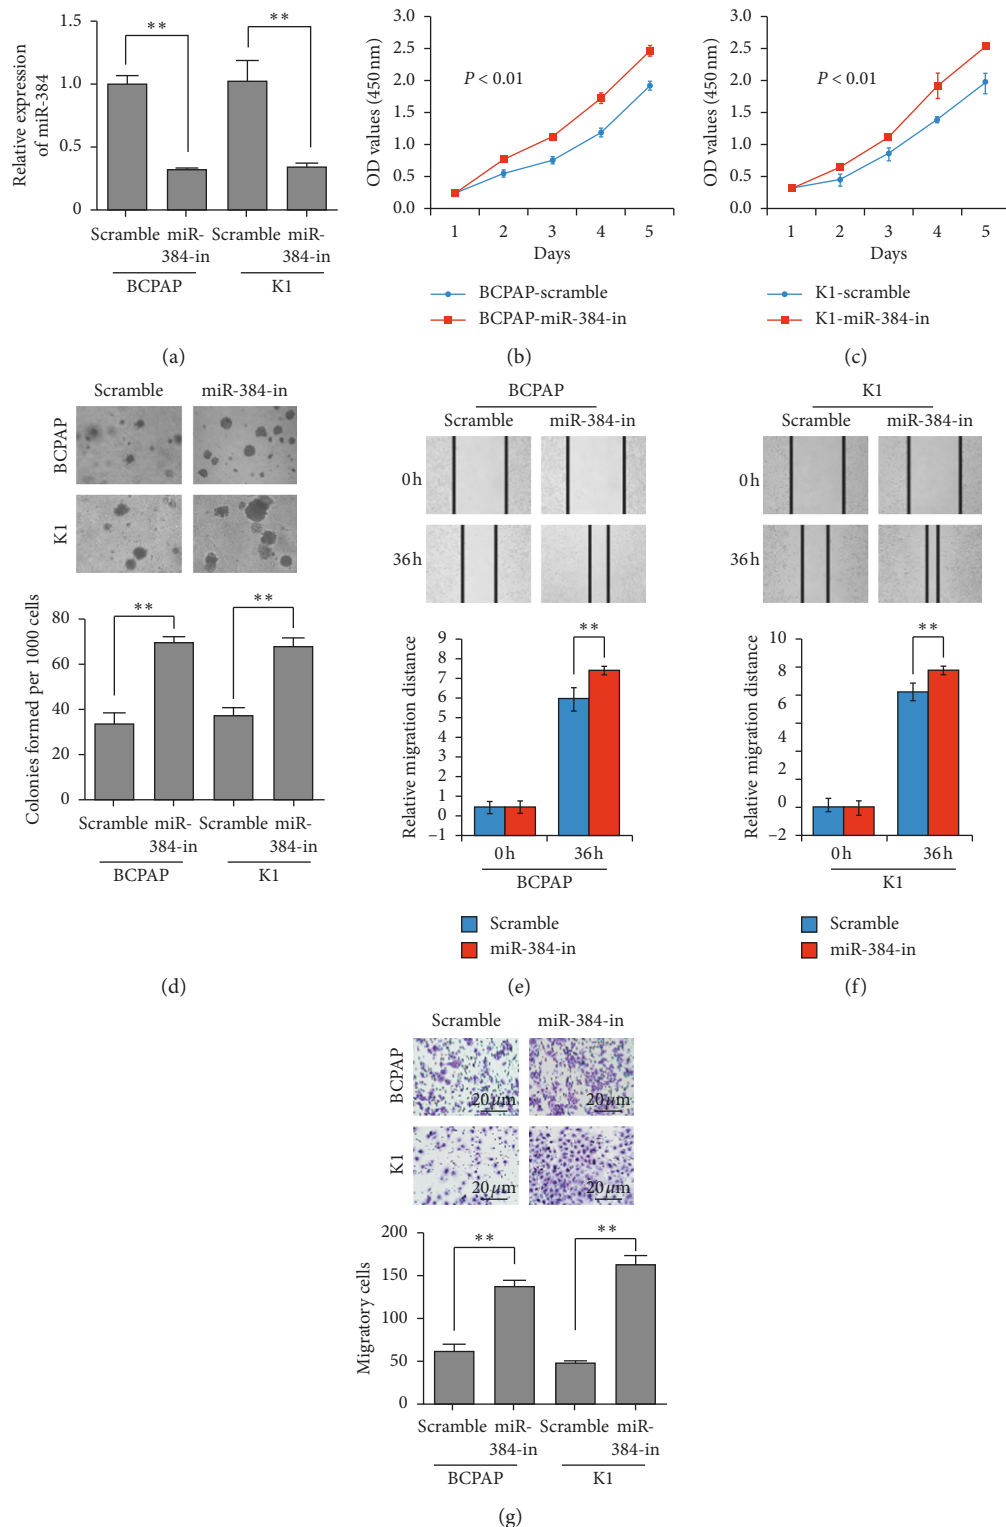 1.5
1.0
0.5
0
Relative expression
of miR-384
**
**
Scramble
miR-
384-in
Scramble
miR-
384-in
BCPAP
K1
(a)
3.0
2.5
2.0
1.5
1.0
0.5
0.0
OD values (450 nm)
P < 0.01
1 2 3 4 5
Days
BCPAP-scramble
BCPAP-miR-384-in
(b)
3.0
2.5
2.0
1.5
1.0
0.5
0.0
OD values (450 nm)
P < 0.01
1 2 3 4 5
Days
K1-scramble
K1-miR-384-in
(c)
Scramble miR-384-in
BCPAP
K1
80
60
40
20
0
Colonies formed per 1000 cells
**
**
Scramble
miR-
384-in
Scramble
miR-
384-in
BCPAP
K1
(d)
BCPAP
Scramble miR-384-in
0 h
36 h
9
8
7
6
5
4
3
2
1
0
–1
Relative migration distance
**
0 h 36 h
BCPAP
Scramble
miR-384-in
(e)
K1
Scramble miR-384-in
0 h
36 h
10
8
6
8
2
0
–2
Relative migration distance
**
0 h 36 h
K1
Scramble
miR-384-in
(f)
Scramble miR-384-in
BCPAP
20 μm
20 μm
K1
20 μm
20 μm
200
150
100
50
0
Migratory cells
**
**
Scramble
miR-
384-in
Scramble
miR-
384-in
BCPAP
K1
(g)